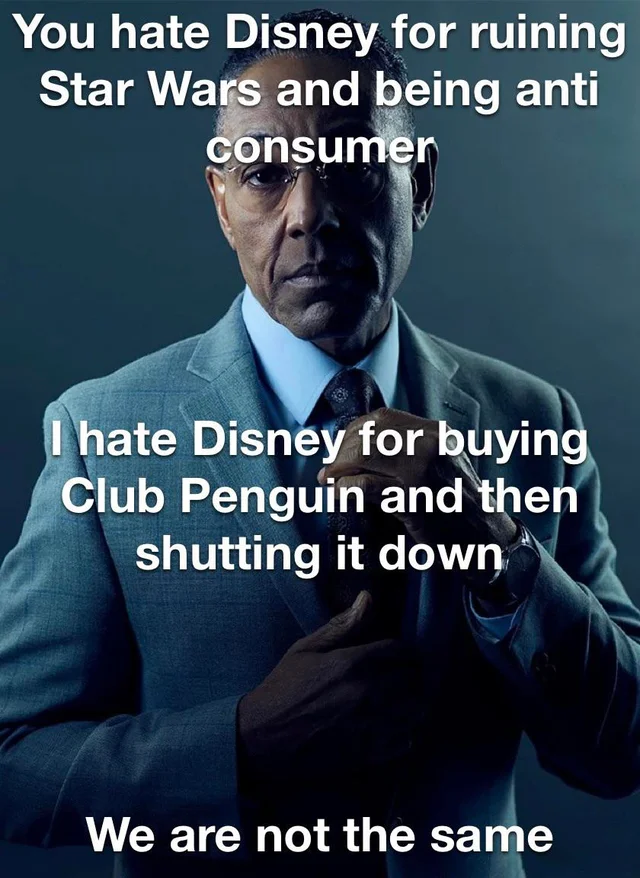 You hate Disney for ruining
Star Wars and being anti
consumer
I hate Disney for buying
Club Penguin and then
shutting it down
We are not the same